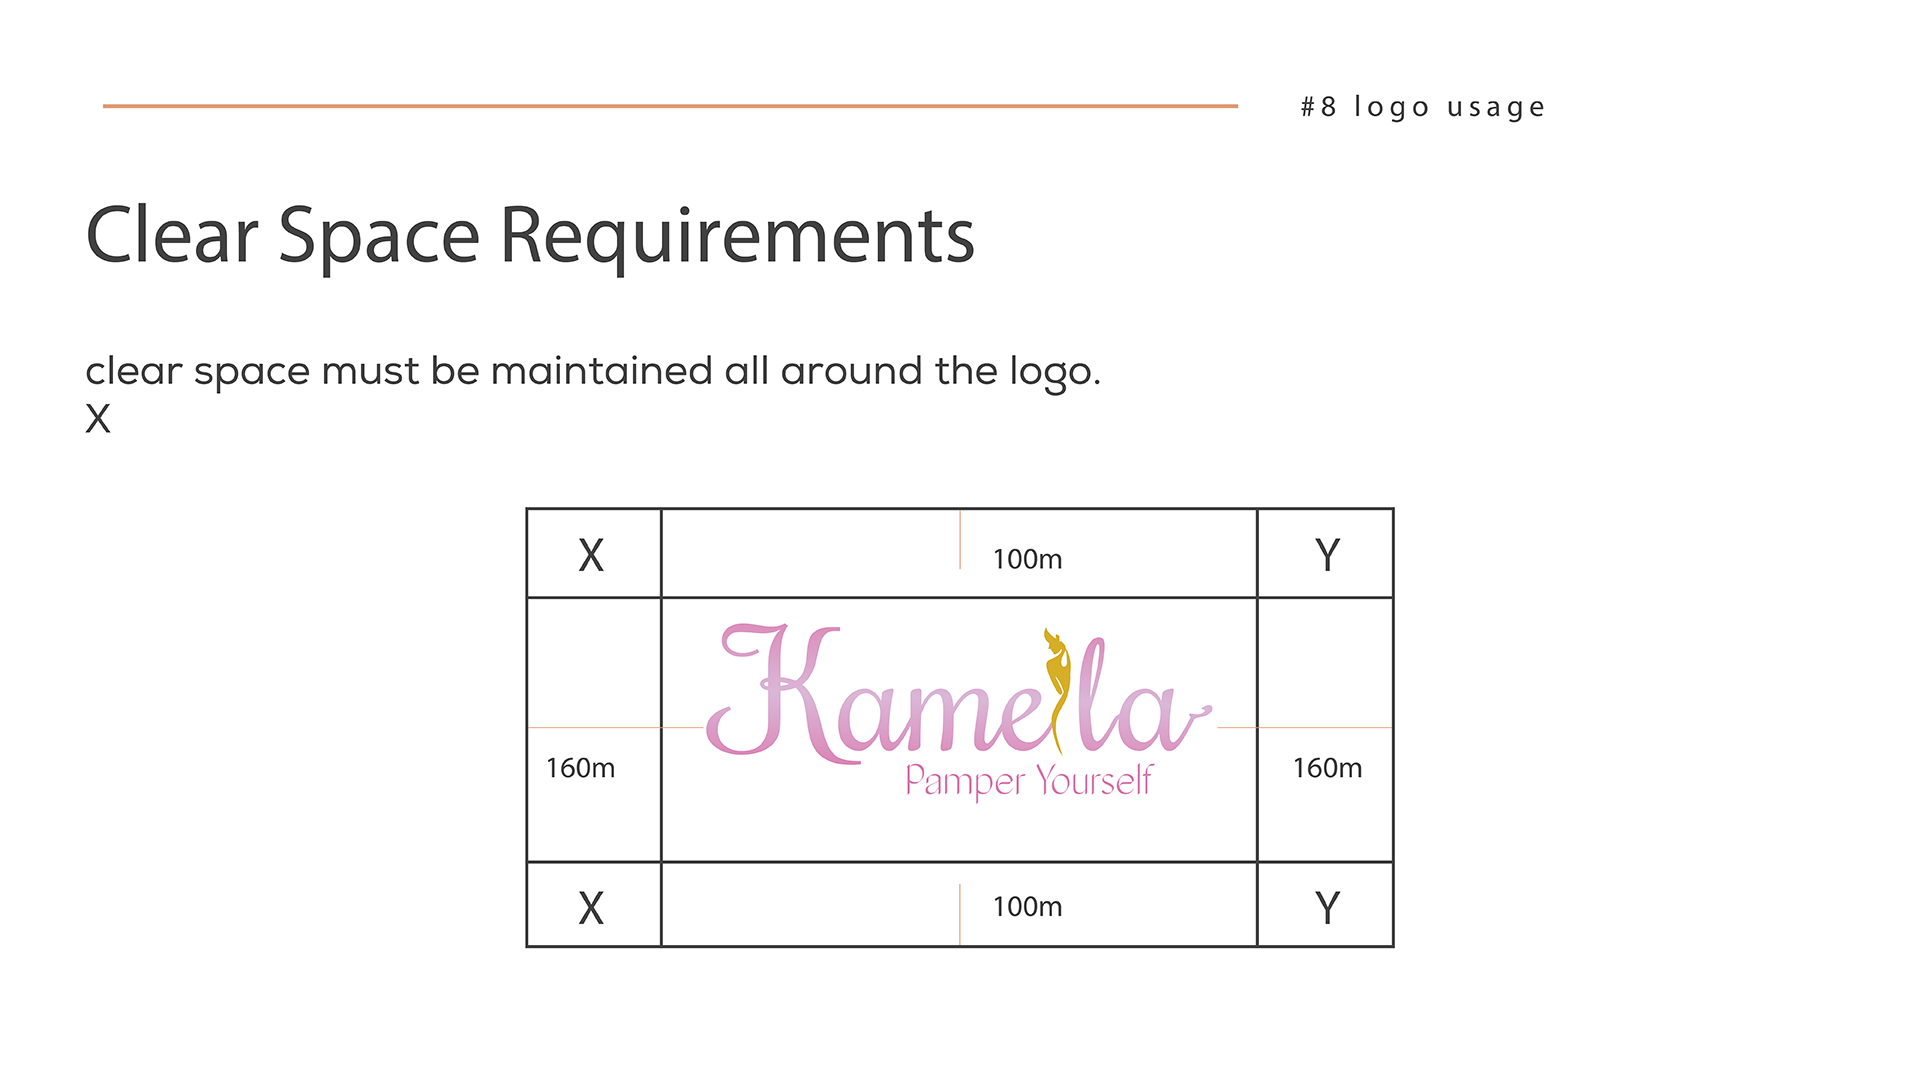 #8 logo usage
Clear Space Requirements
clear space must be maintained all around the logo.
X
X
100m
Y
Kamela
160m
160m
Pamper Yourself
X
100m
Y